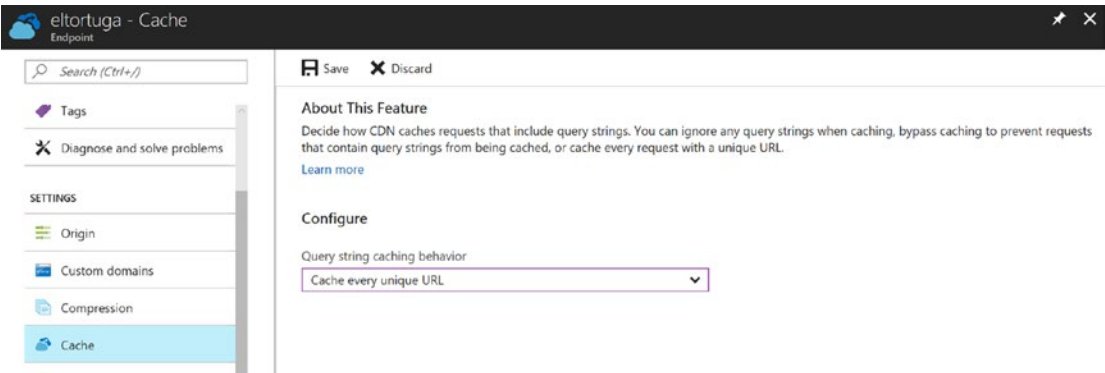 eltortuga - Cache
Endpoint
Search (Ctrl+/)
Tags
Diagnose and solve problems
SETTINGS
Origin
Custom domains
Compression
Cache
Save Discard
About This Feature
Decide how CDN caches requests that include query strings. You can ignore any query strings when caching, bypass caching to prevent requests
that contain query strings from being cached, or cache every request with a unique URL.
Learn more
Configure
Query string caching behavior
Cache every unique URL